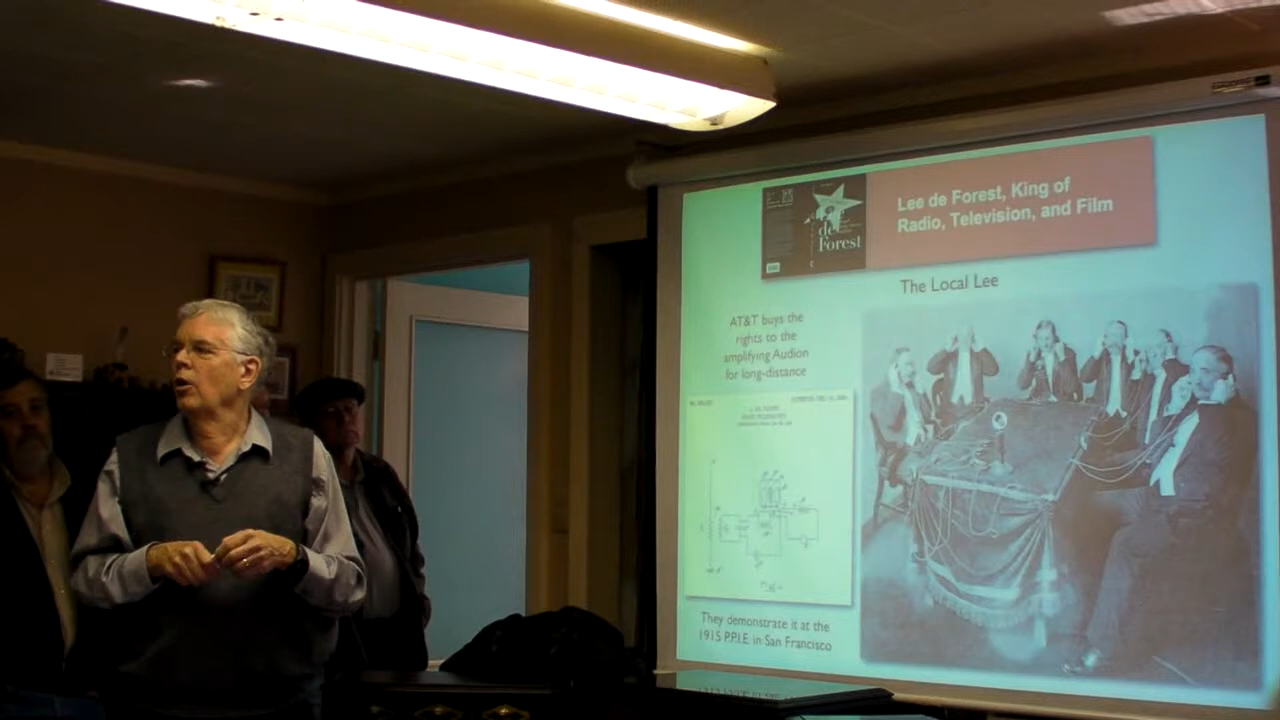 de
Forest
Lee de Forest, King of
Radio, Television, and Film
The Local Lee
AT&T buys the
rights to the
amplifying Audion
for long-distance
They demonstrate it at the
1915 P.P.I.E. in San Francisco